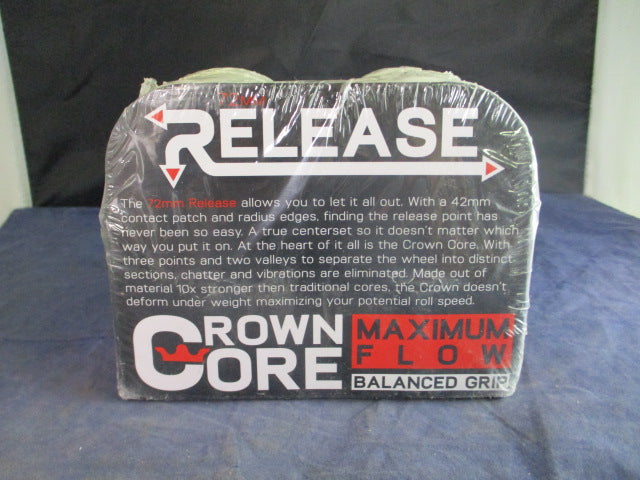 72mm
RELEASE
The 72mm Release allows you to let it all out. With a 42mm
contact patch and radius edges, finding the release point has
never been so easy. A true centerset so it doesn't matter which
way you put it on. At the heart of it all is the Crown Core. With
three points and two valleys to separate the wheel into distinct
sections, chatter and vibrations are eliminated. Made out of
material 10x stronger then traditional cores, the Crown doesn't
deform under weight maximizing your potential roll speed.
CROWN
CORE
MAXIMUM
FLOW
BALANCED GRIP